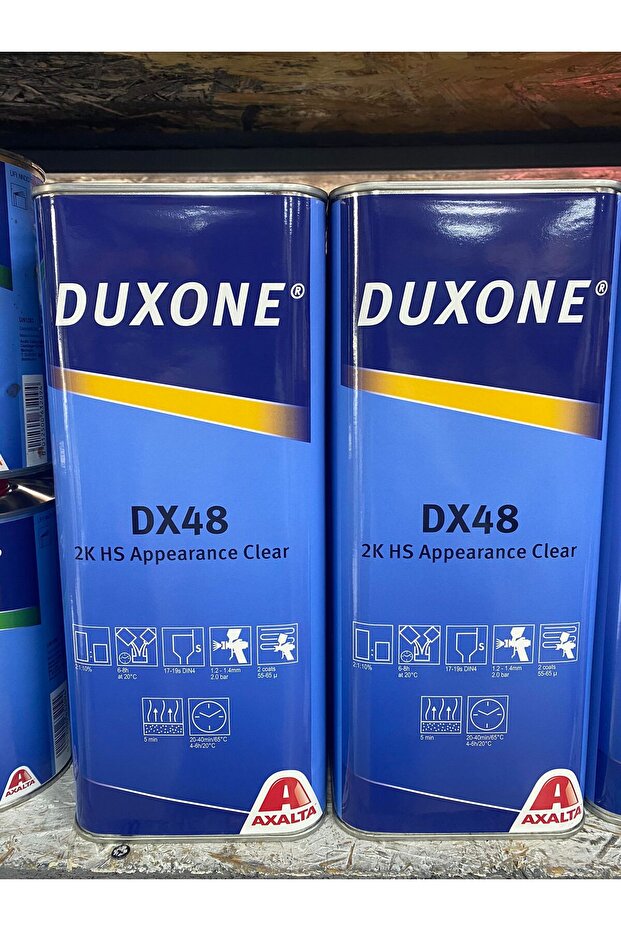 DUXONE®
DX48
2K HS Appearance Clear
S
2:1:10%
6-8h
at 20°C
17-19s DIN4
1.2 - 1.4mm
2.0 bar
2 coats
55-65 µ
5 min
20-40min/65°C
4-6h/20°C
AXALTA
DUXONE®
DX48
2K HS Appearance Clear
S
2:1:10%
6-8h
at 20°C
17-19s DIN4
1.2 - 1.4mm
2.0 bar
2 coats
55-65 µ
5 min
20-40min/65°C
4-6h/20°C
AXALTA
AXALTA